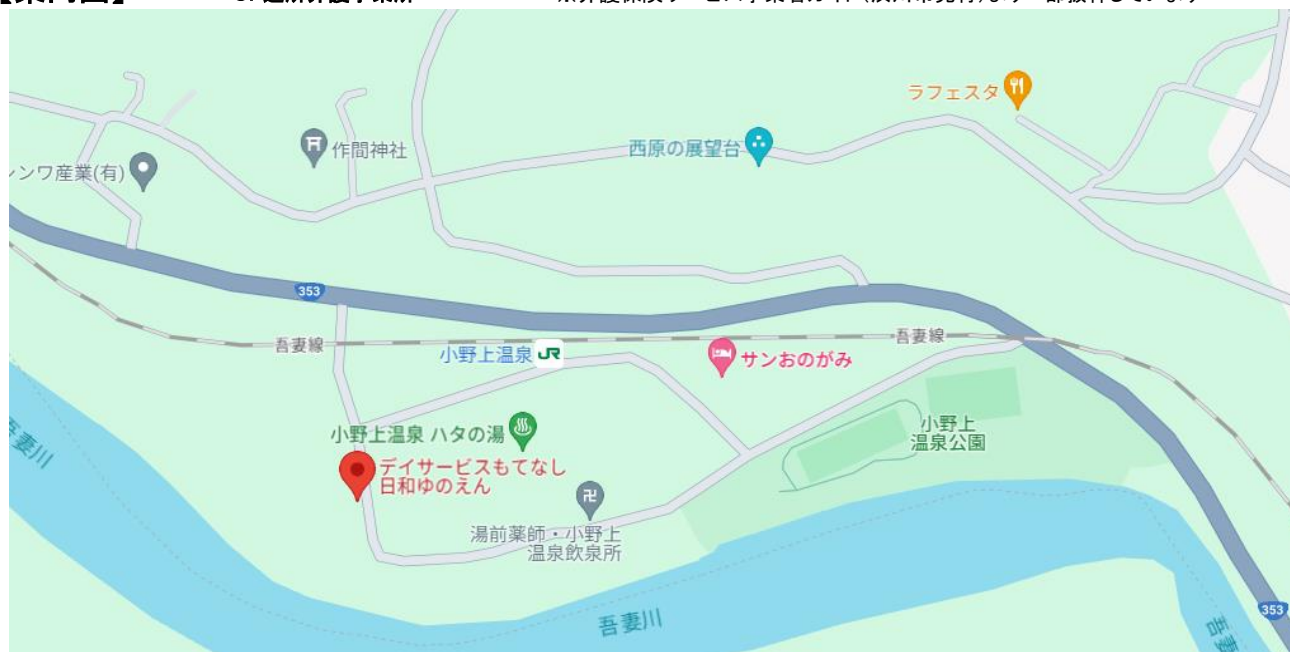 ラフェスタ
作間神社
西原の展望台
ンワ産業(有)
353
吾妻線
吾妻線
小野上温泉 JR
サンおのがみ
小野上
温泉公園
小野上温泉 ハタの湯
デイサービスもてなし
日和ゆのえん
吾妻川
湯前薬師・小野上
温泉飲泉所
吾妻川
353